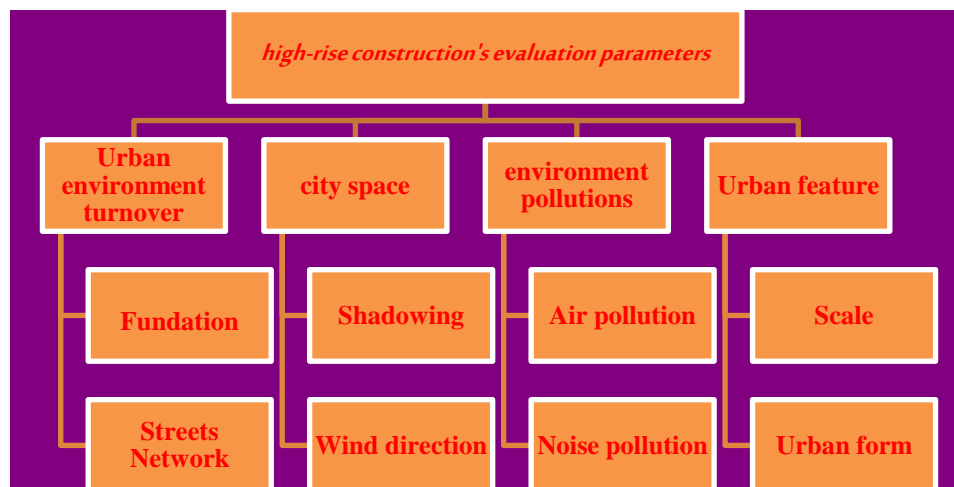 high-rise construction's evaluation parameters
Urban
environment
turnover
city space
environment
pollutions
Urban feature
Fundation
Shadowing
Air pollution
Scale
Streets
Network
Wind direction
Noise pollution
Urban form